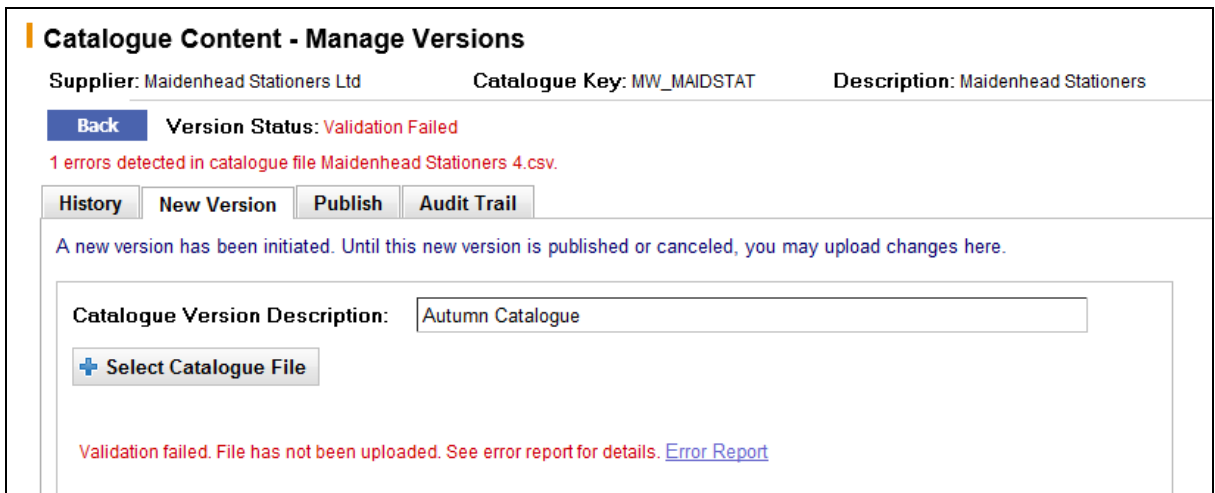 Catalogue Content - Manage Versions
Supplier: Maidenhead Stationers Ltd Catalogue Key: MW_MAIDSTAT Description: Maidenhead Stationers
Back Version Status: Validation Failed
1 errors detected in catalogue file Maidenhead Stationers 4.csv.
History New Version Publish Audit Trail
A new version has been initiated. Until this new version is published or canceled, you may upload changes here.
Catalogue Version Description: Autumn Catalogue
Select Catalogue File
Validation failed. File has not been uploaded. See error report for details. Error Report